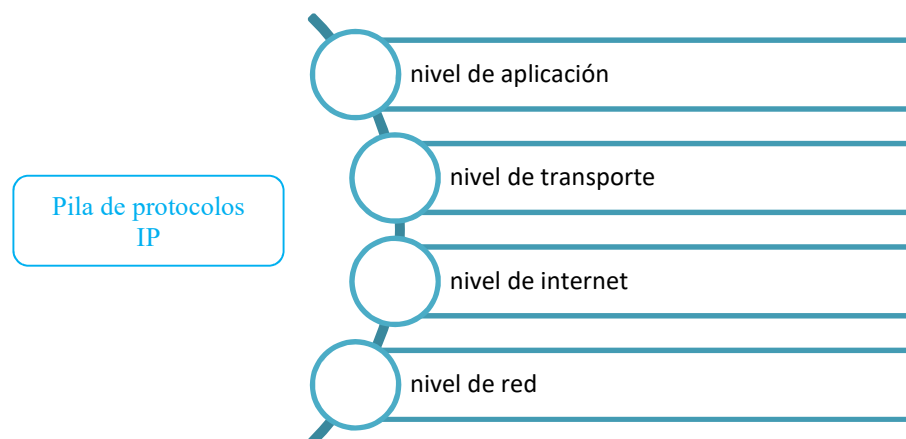 nivel de aplicación
nivel de transporte
Pila de protocolos
IP
nivel de internet
nivel de red